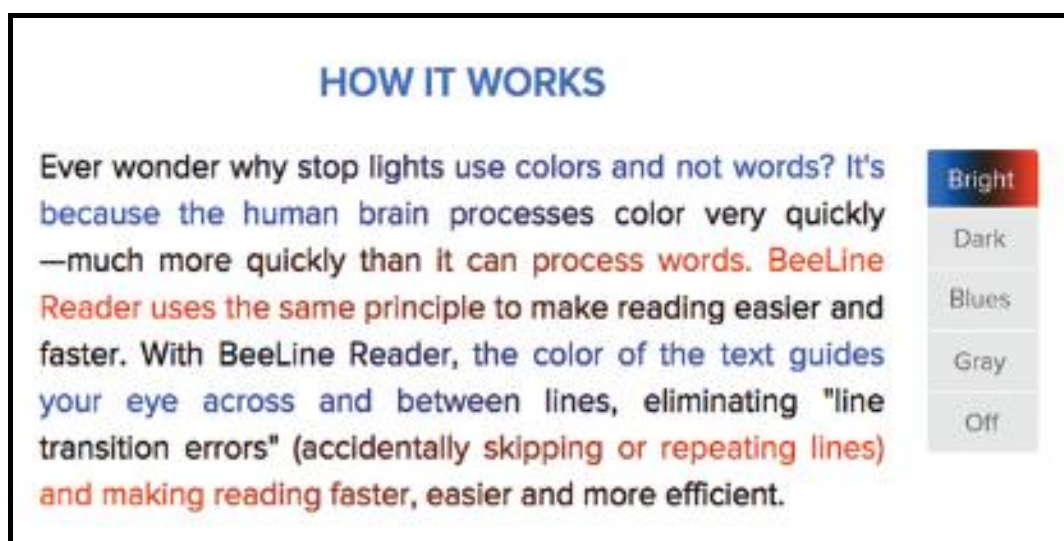 HOW IT WORKS
Ever wonder why stop lights use colors and not words? It's
because the human brain processes color very quickly
—much more quickly than it can process words. BeeLine
Reader uses the same principle to make reading easier and
faster. With BeeLine Reader, the color of the text guides
your eye across and between lines, eliminating "line
transition errors" (accidentally skipping or repeating lines)
and making reading faster, easier and more efficient.
Bright
Dark
Blues
Gray
Off